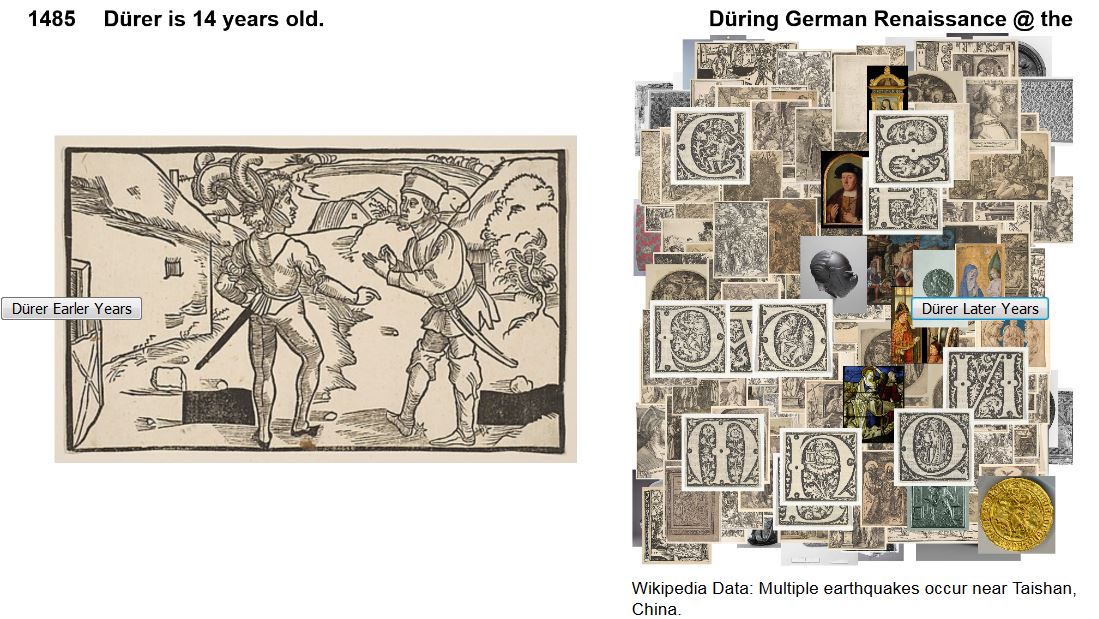 1485 Dürer is 14 years old.
Düring German Renaissance @ the
Dürer Earler Years
Dürer Later Years
C
S
F
D
O
N
M
N
O
Wikipedia Data: Multiple earthquakes occur near Taishan,
China.